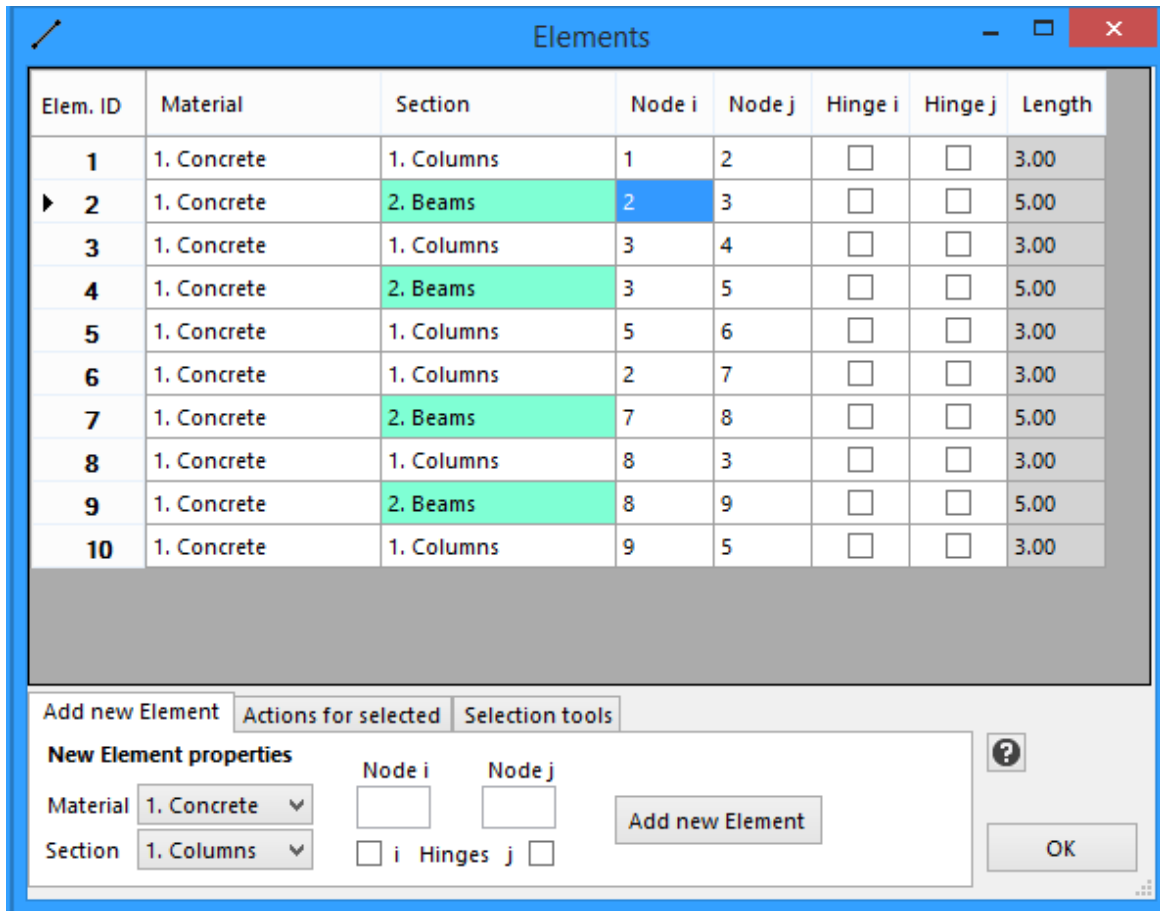 Elements
Elem. ID Material Section Node i Node j Hinge i Hinge j Length
1 1. Concrete 1. Columns 1 2 3.00
2 1. Concrete 2. Beams 2 3 5.00
3 1. Concrete 1. Columns 3 4 3.00
4 1. Concrete 2. Beams 3 5 5.00
5 1. Concrete 1. Columns 5 6 3.00
6 1. Concrete 1. Columns 2 7 3.00
7 1. Concrete 2. Beams 7 8 5.00
8 1. Concrete 1. Columns 8 3 3.00
9 1. Concrete 2. Beams 8 9 5.00
10 1. Concrete 1. Columns 9 5 3.00
Add new Element Actions for selected Selection tools
New Element properties
Node i Node j
Material 1. Concrete
Add new Element
Section 1. Columns i Hinges j
OK